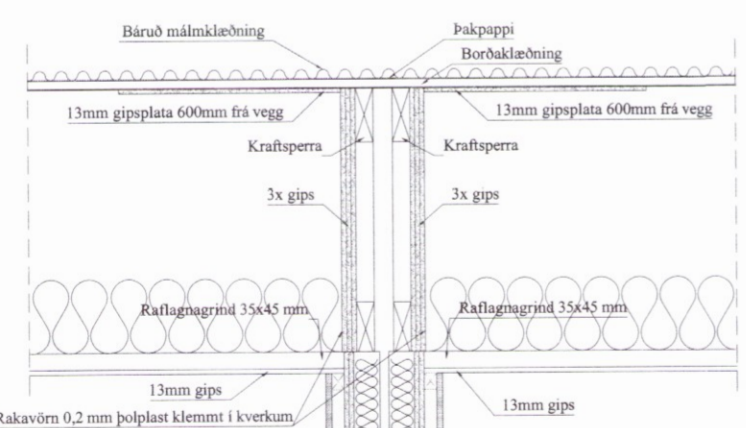 Báruð málmklæðning
Þakpappi
Borðaklæðning
13mm gipsplata 600mm frá vegg
13mm gipsplata 600mm frá vegg
Kraftsperra
Kraftsperra
3x gips
3x gips
Raflagnagrind 35x45 mm
Raflagnagrind 35x45 mm
13mm gips
13mm gips
Rakavörn 0,2 mm þolplast klemmt í kverkum